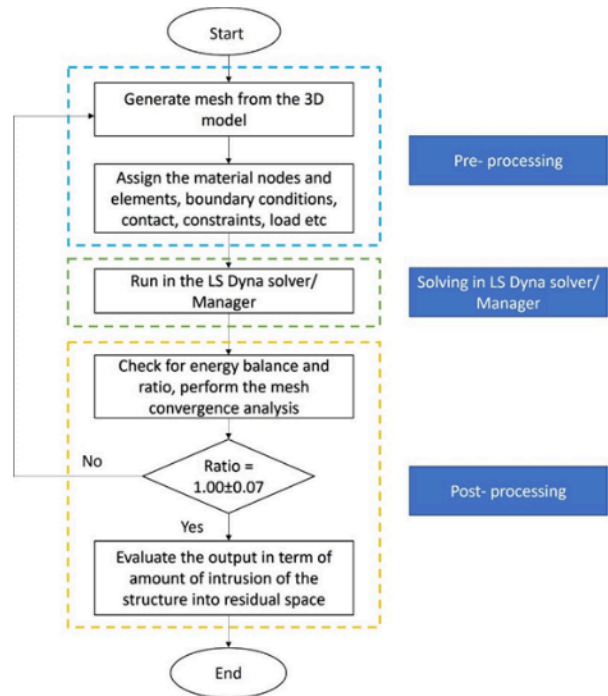 Start
Generate mesh from the 3D
model
Pre- processing
Assign the material nodes and
elements, boundary conditions,
contact, constraints, load etc
Run in the LS Dyna solver/
Manager
Solving in LS Dyna solver/
Manager
Check for energy balance and
ratio, perform the mesh
convergence analysis
No
Ratio =
1.00±0.07
Post- processing
Yes
Evaluate the output in term of
amount of intrusion of the
structure into residual space
End